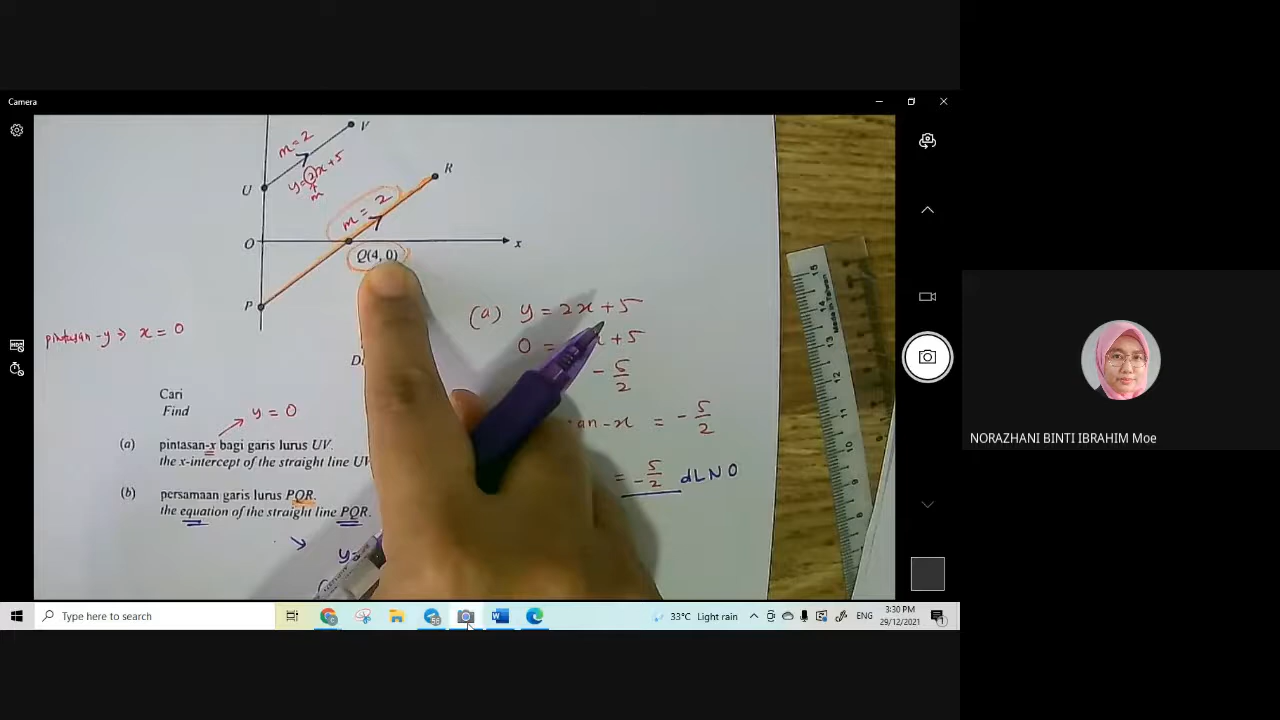 Camera
V
m = 2
y = 2x+5
m
U
R
m = 2
O
x
Q(4, 0)
P
(a) y = 2x + 5
pintasan-y → x = 0
0 = x + 5
- 5/2
Cari
Find
y = 0
an - x = - 5/2
(a) pintasan-x bagi garis lurus UV.
the x-intercept of the straight line UV
= - 5/2 dLNO
(b) persamaan garis lurus PQR.
the equation of the straight line PQR.
y=
NORAZHANI BINTI IBRAHIM Moe
Type here to search
33°C Light rain
ENG
3:30 PM
29/12/2021